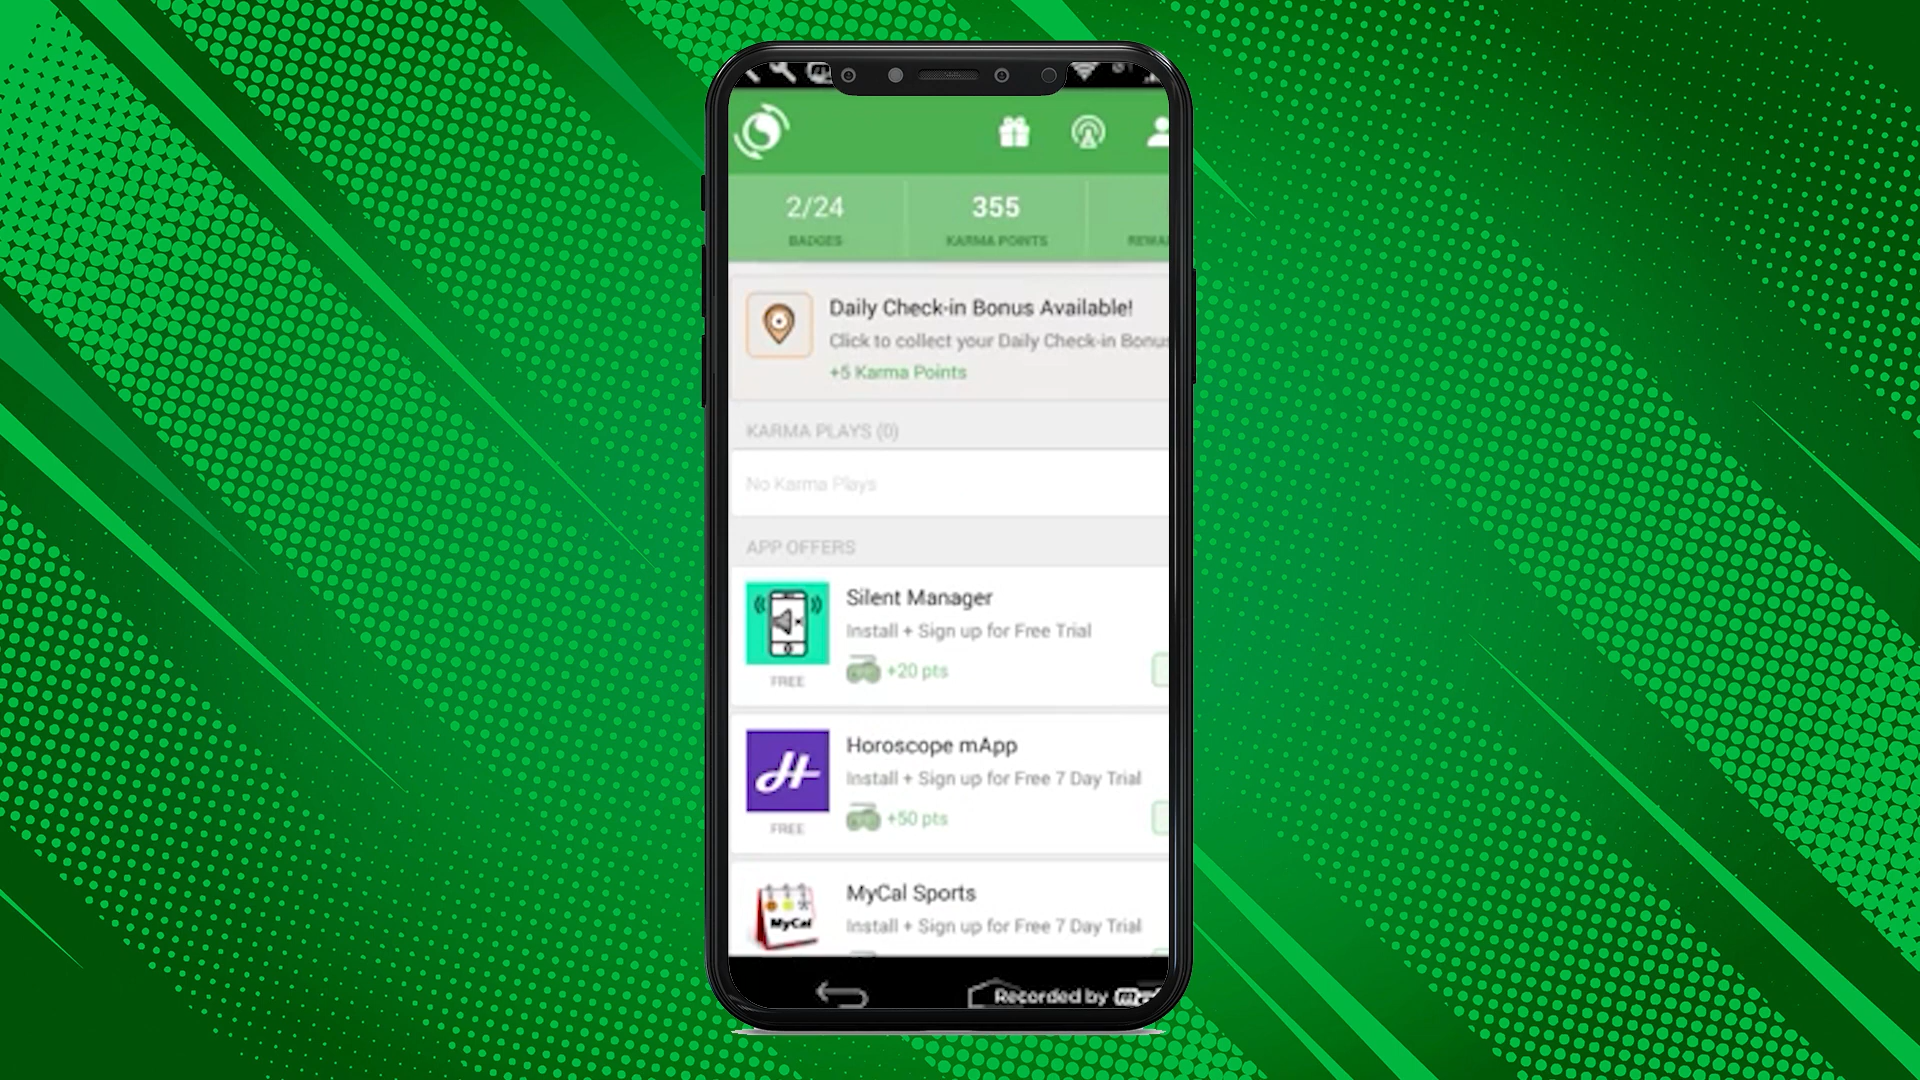 2/24
BADGES
355
KARMA POINTS
Daily Check-in Bonus Available!
Click to collect your Daily Check-in Bonus
+5 Karma Points
KARMA PLAYS (0)
No Karma Plays
APP OFFERS
Silent Manager
Install + Sign up for Free Trial
+20 pts
FREE
Horoscope mApp
Install + Sign up for Free 7 Day Trial
+50 pts
FREE
MyCal
MyCal Sports
Install + Sign up for Free 7 Day Trial
Recorded by